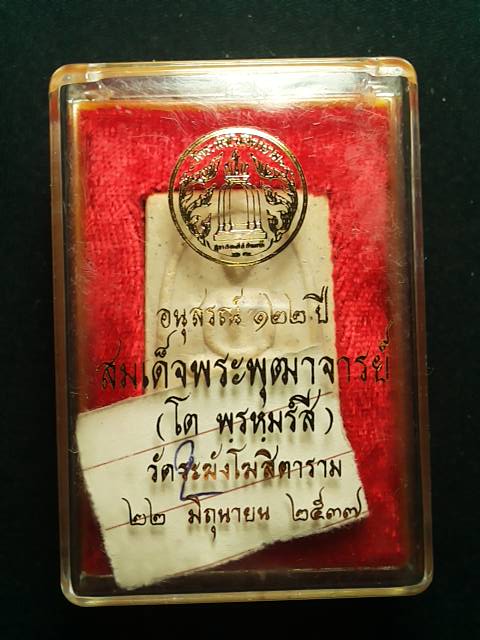 อนุสรณ์ ๑๒๒ ปี
สมเด็จพระพุฒาจารย์
(โต พรหมรํสี)
วัดระฆังโฆสิตาราม
๒๒ มิถุนายน ๒๕๓๗